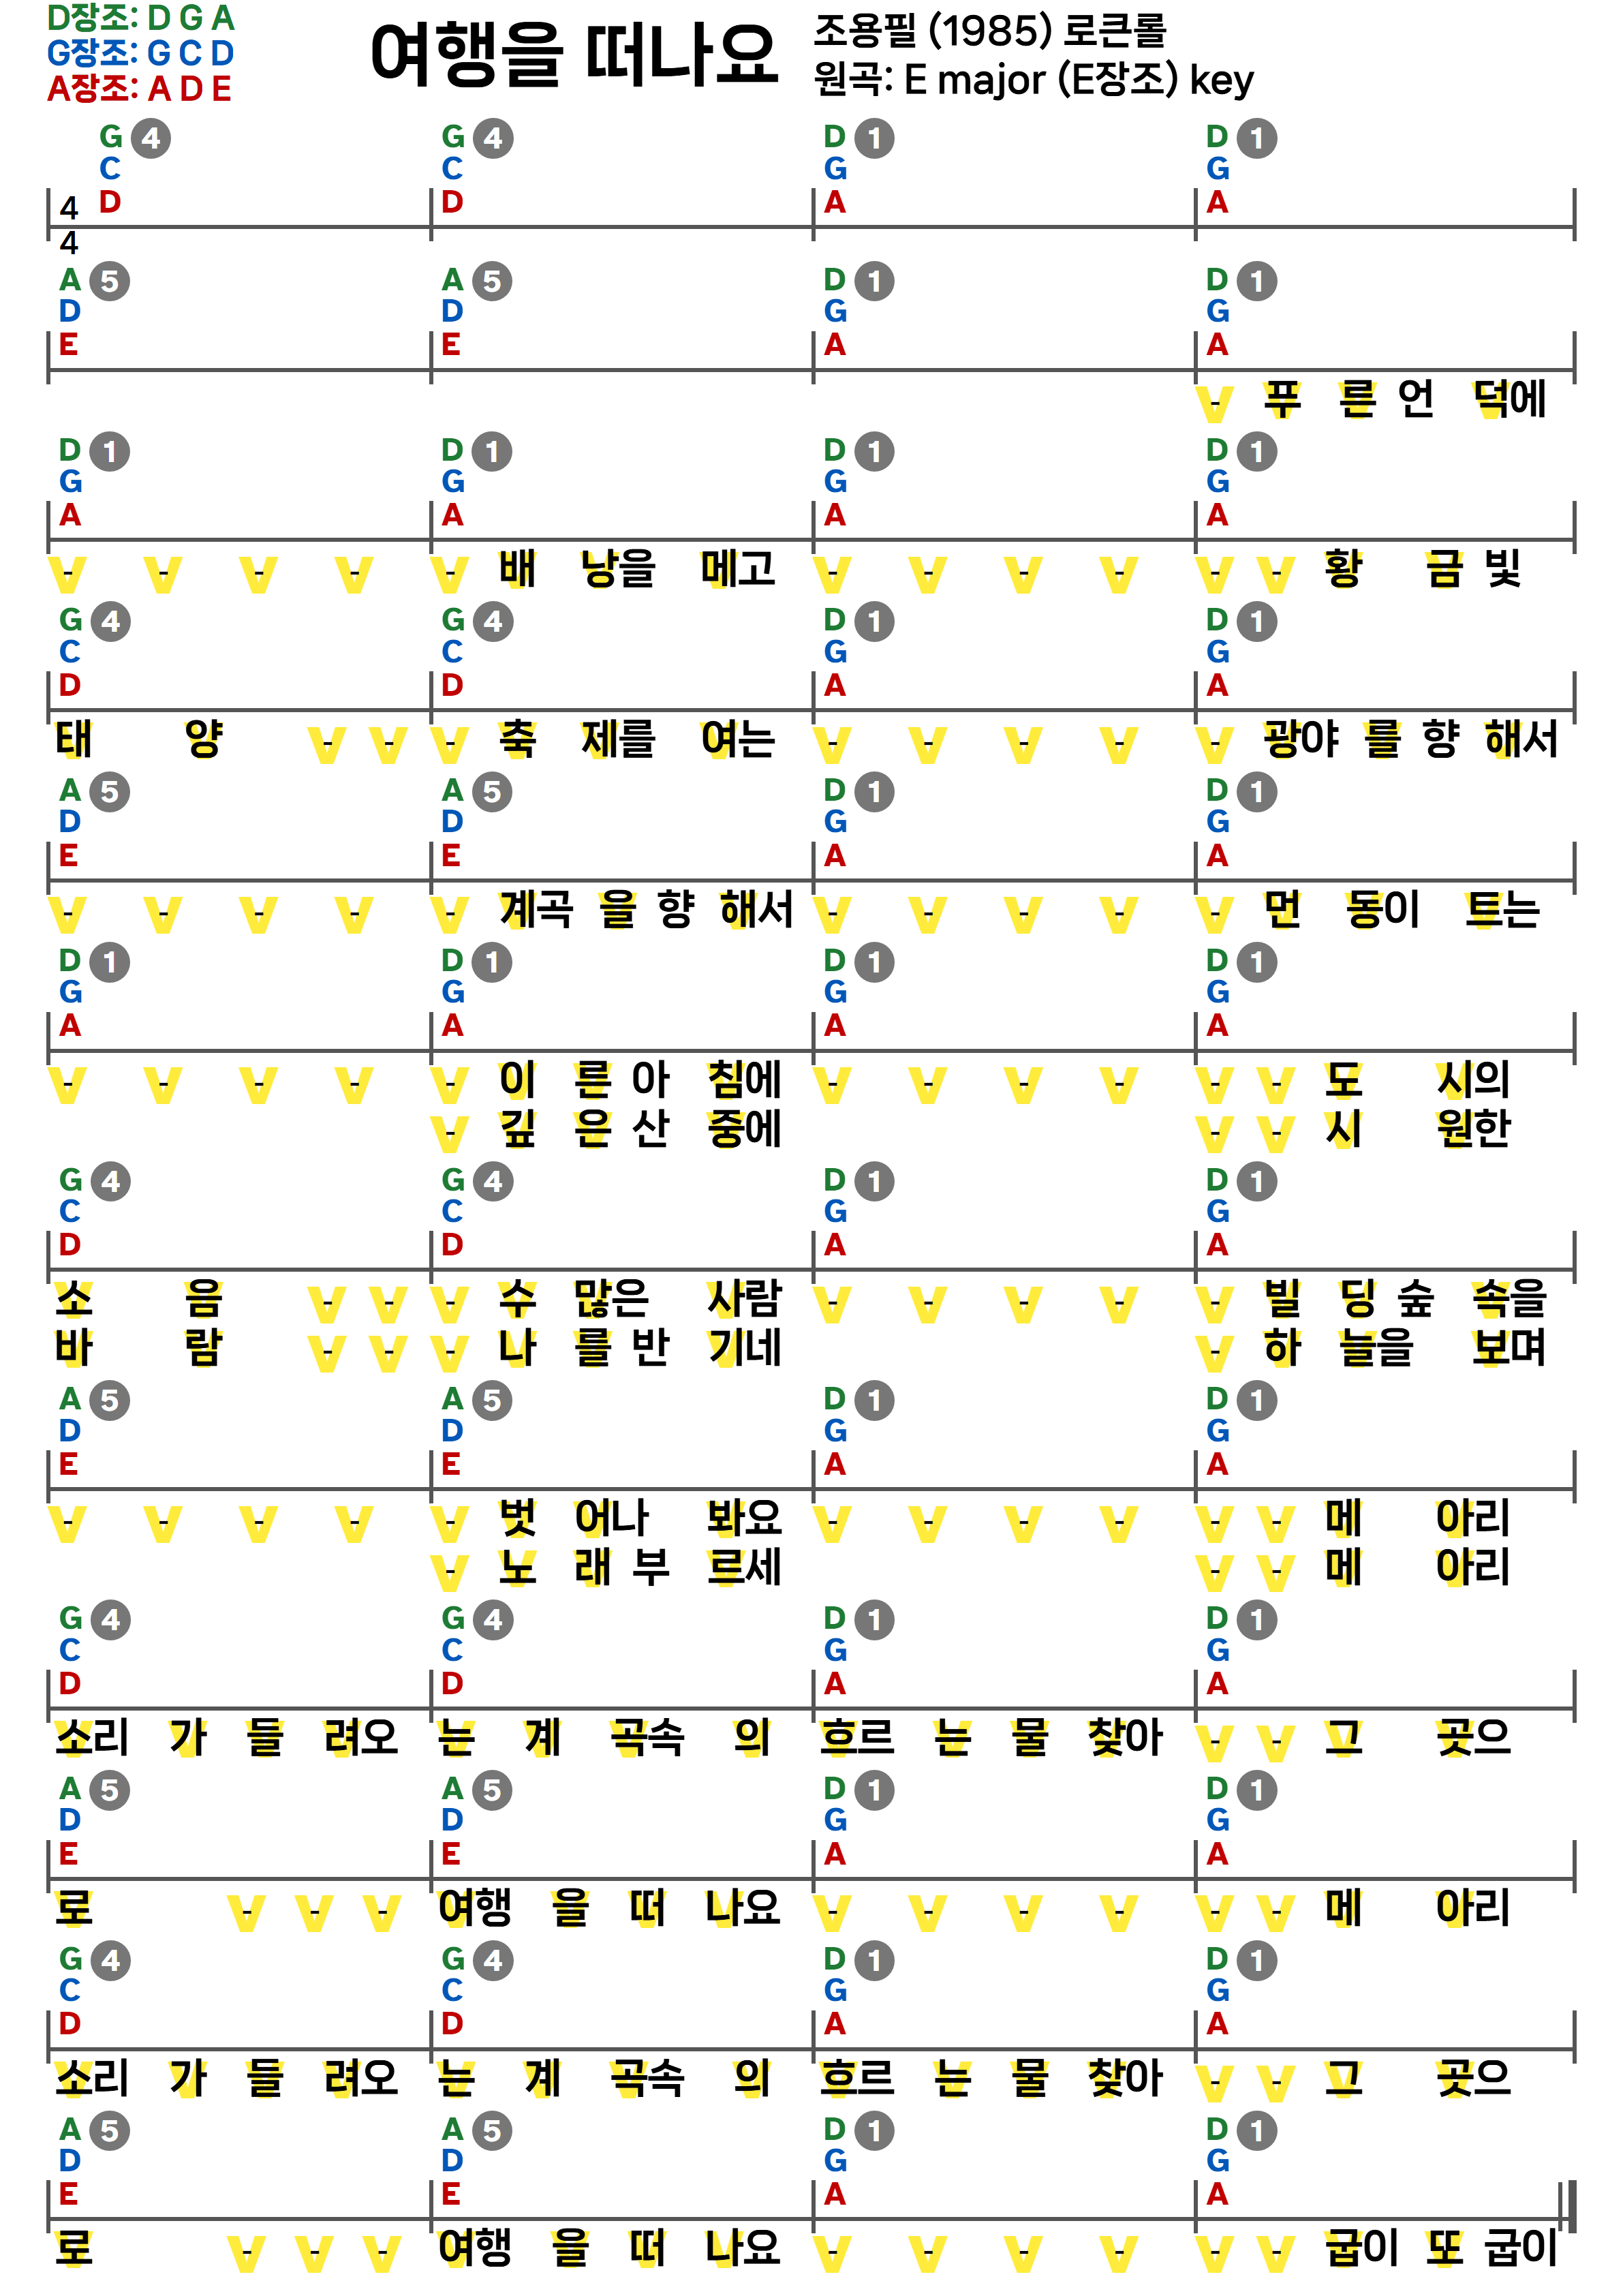 D장조: D G A
G장조: G C D
A장조: A D E
여행을 떠나요
조용필 (1985) 로큰롤
원곡: E major (E장조) key
G 4 G 4 D 1 D 1
C C G G
D D A A
4
4
A 5 A 5 D 1 D 1
D D G G
E E A A
- 푸 른 언 덕에
D 1 D 1 D 1 D 1
G G G G
A A A A
- - - - - 배 낭을 메고 - - - - - - 황 금 빛
G 4 G 4 D 1 D 1
C C G G
D D A A
태 양 - - - 축 제를 여는 - - - - - 광야 를 향 해서
A 5 A 5 D 1 D 1
D D G G
E E A A
- - - - - 계곡 을 향 해서 - - - - - 먼 동이 트는
D 1 D 1 D 1 D 1
G G G G
A A A A
- - - - - 이 른 아 침에 - - - - - - 도 시의
- 깊 은 산 중에 - - 시 원한
G 4 G 4 D 1 D 1
C C G G
D D A A
소 음 - - - 수 많은 사람 - - - - - 빌 딩 숲 속을
바 람 - - - 나 를 반 기네 - 하 늘을 보며
A 5 A 5 D 1 D 1
D D G G
E E A A
- - - - - 벗 어나 봐요 - - - - - - 메 아리
- 노 래 부 르세 - - 메 아리
G 4 G 4 D 1 D 1
C C G G
D D A A
소리 가 들 려오 는 계 곡속 의 흐르 는 물 찾아 - - 그 곳으
A 5 A 5 D 1 D 1
D D G G
E E A A
로 - - - 여행 을 떠 나요 - - - - - - 메 아리
G 4 G 4 D 1 D 1
C C G G
D D A A
소리 가 들 려오 는 계 곡속 의 흐르 는 물 찾아 - - 그 곳으
A 5 A 5 D 1 D 1
D D G G
E E A A
로 - - - 여행 을 떠 나요 - - - - - - 굽이 또 굽이